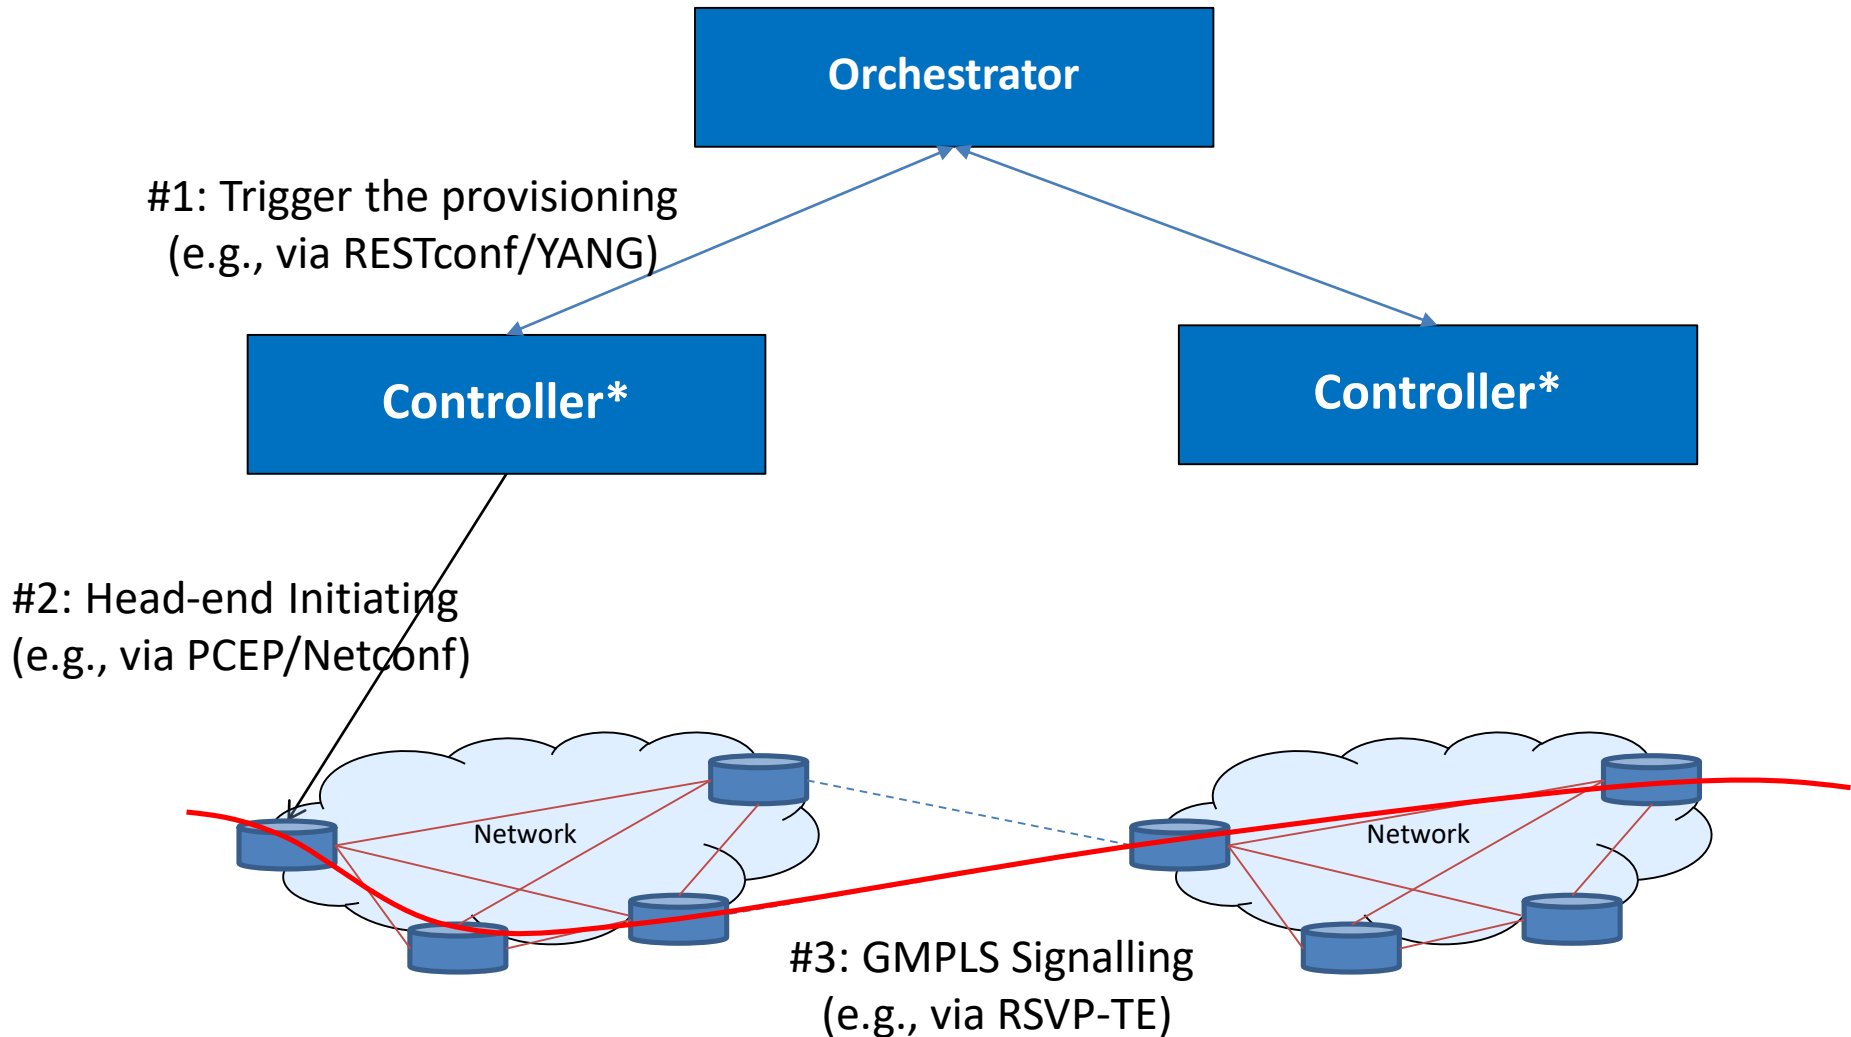 Orchestrator
#1: Trigger the provisioning
(e.g., via RESTconf/YANG)
Controller*
Controller*
#2: Head-end Initiating
(e.g., via PCEP/Netconf)
Network
Network
#3: GMPLS Signalling
(e.g., via RSVP-TE)